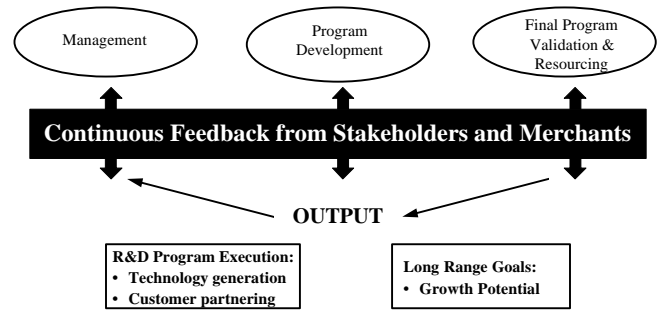 Management
Program
Development
Final Program
Validation &
Resourcing
Continuous Feedback from Stakeholders and Merchants
OUTPUT
R&D Program Execution:
• Technology generation
• Customer partnering
Long Range Goals:
• Growth Potential